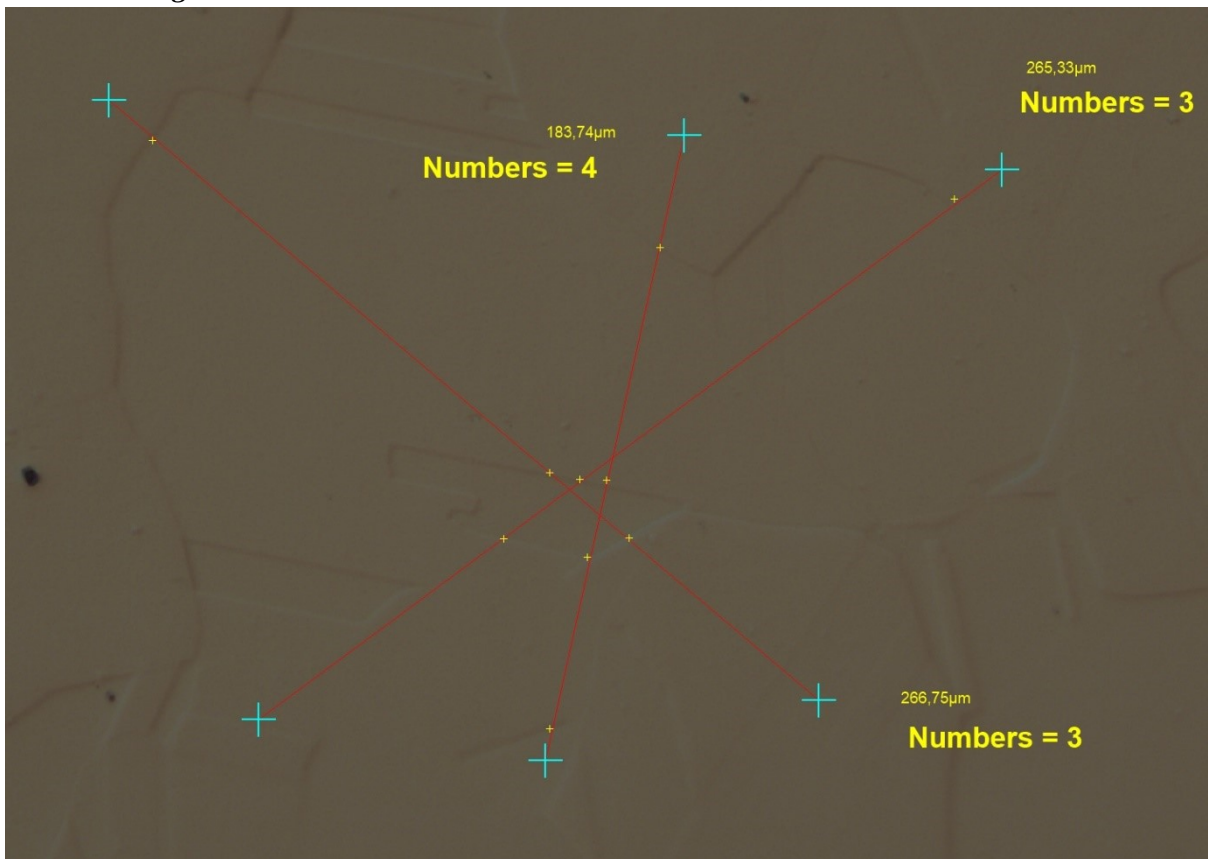 265,33µm
Numbers = 3
183,74µm
Numbers = 4
266,75µm
Numbers = 3